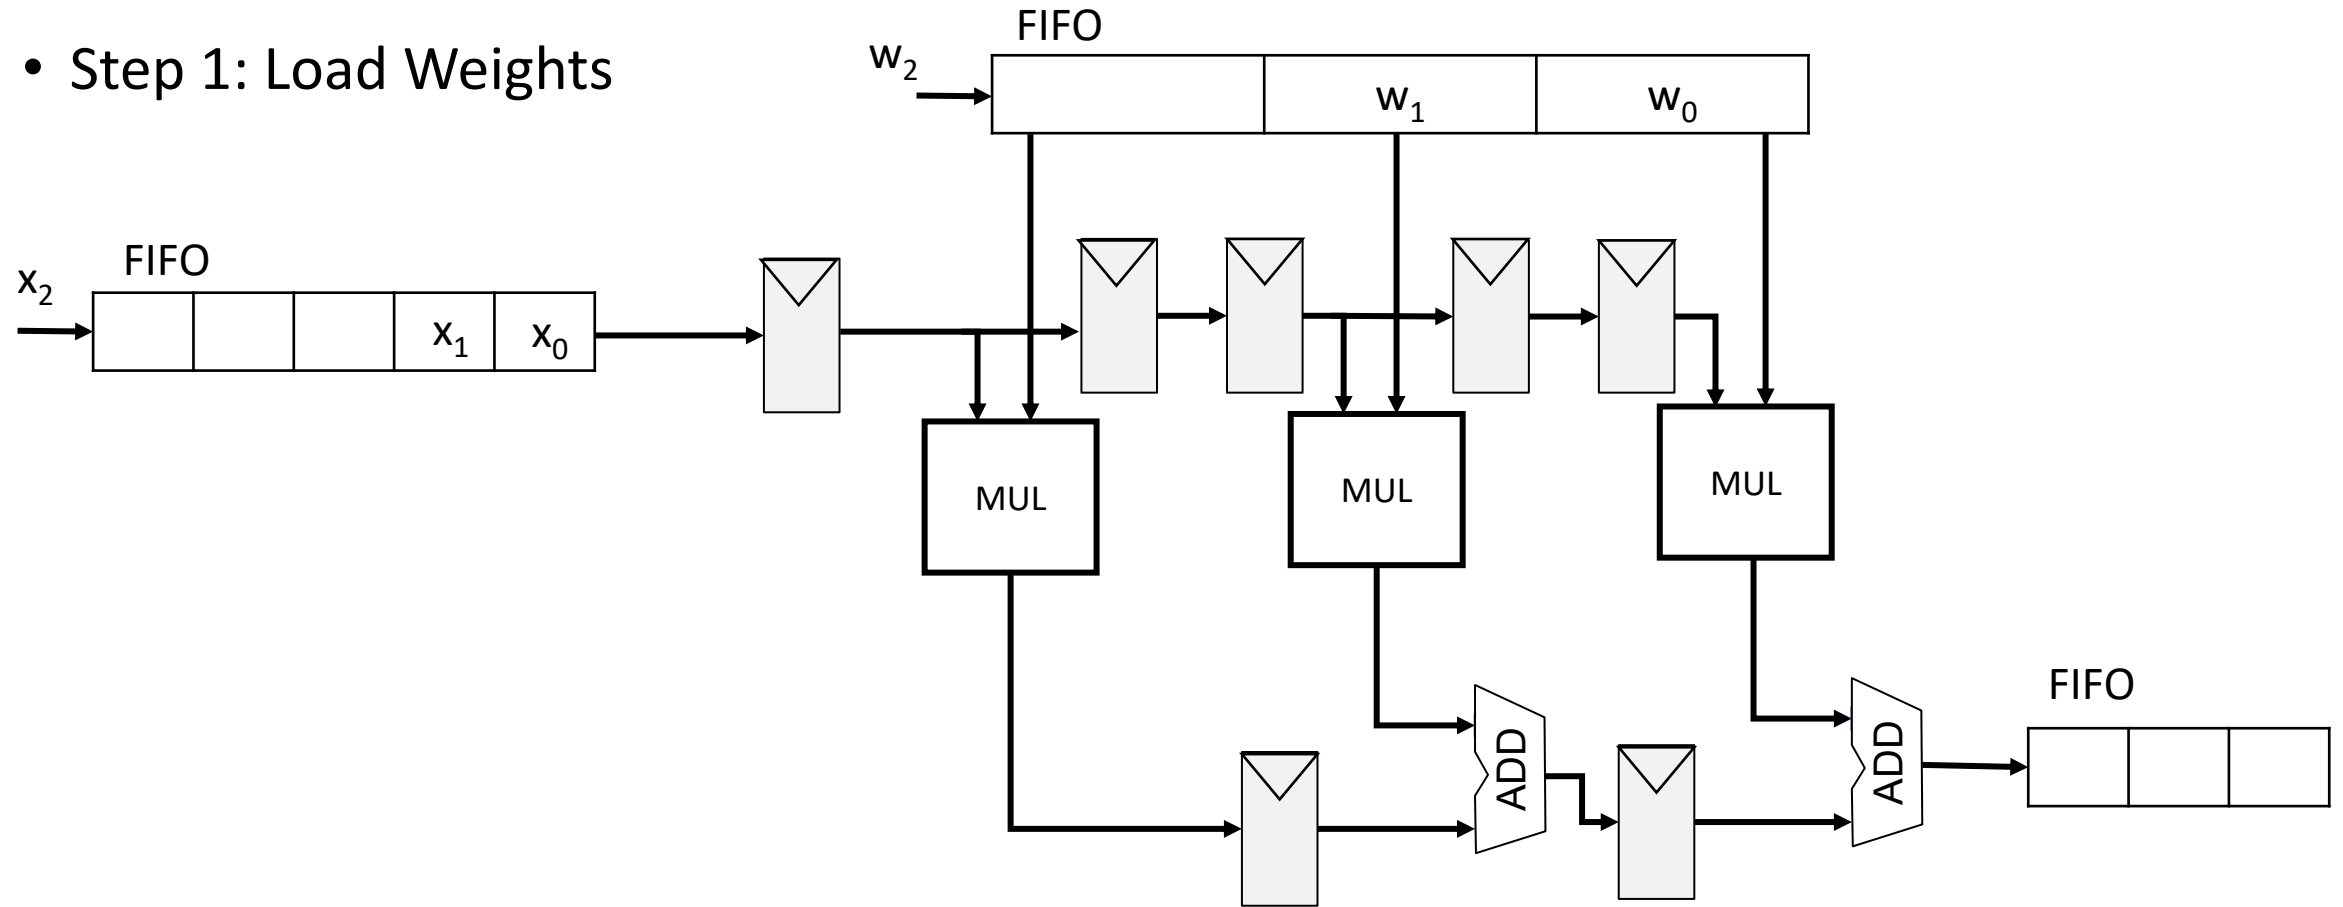 • Step 1: Load Weights
FIFO
w₂
w₁
w₀
FIFO
x₂
x₁
x₀
MUL
MUL
MUL
ADD
ADD
FIFO